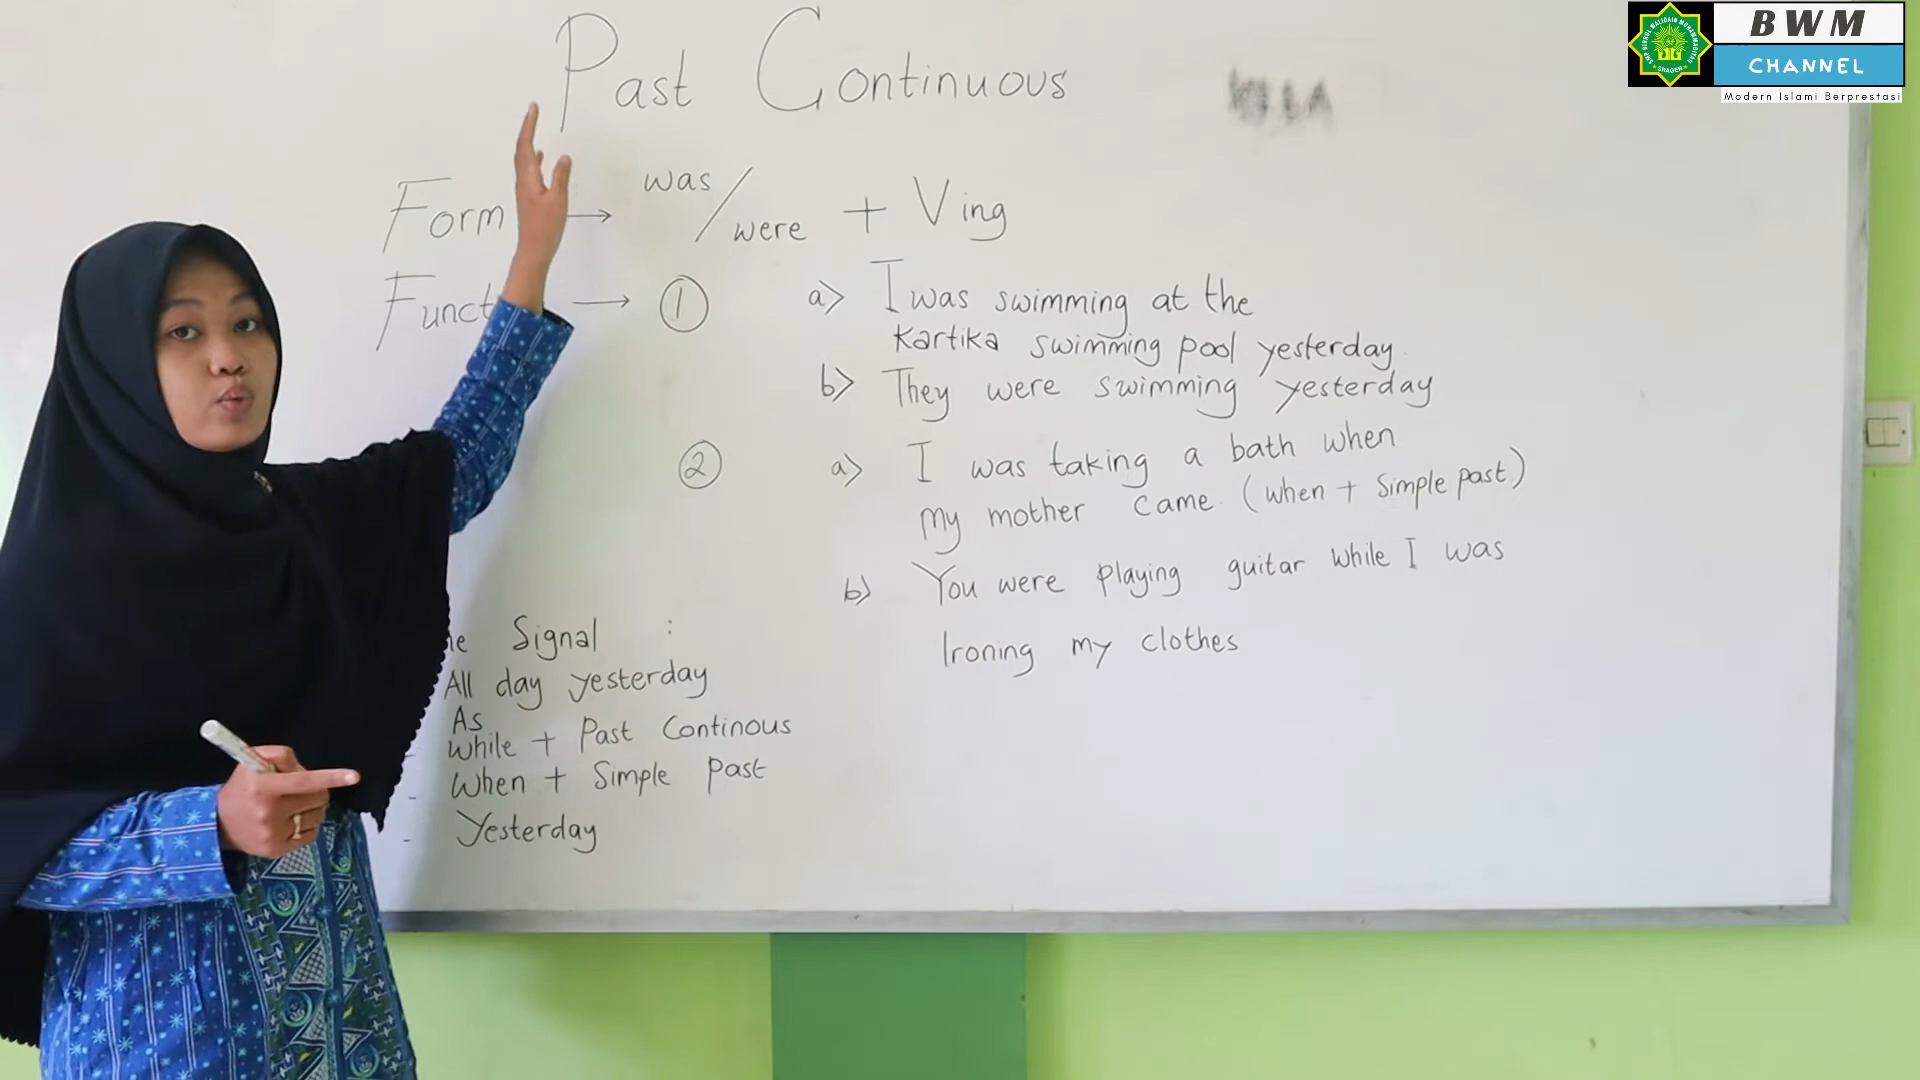 Past Continuous
BWM
CHANNEL
Modern Islami Berprestasi
Form → was / were + Ving
Funct → 1 a> I was swimming at the
Kartika swimming pool yesterday.
b> They were swimming yesterday
2 a> I was taking a bath when
my mother came. (when + Simple past)
b> You were playing guitar while I was
Ironing my clothes
Signal :
All day yesterday
As
- while + Past Continous
- When + Simple past
- Yesterday